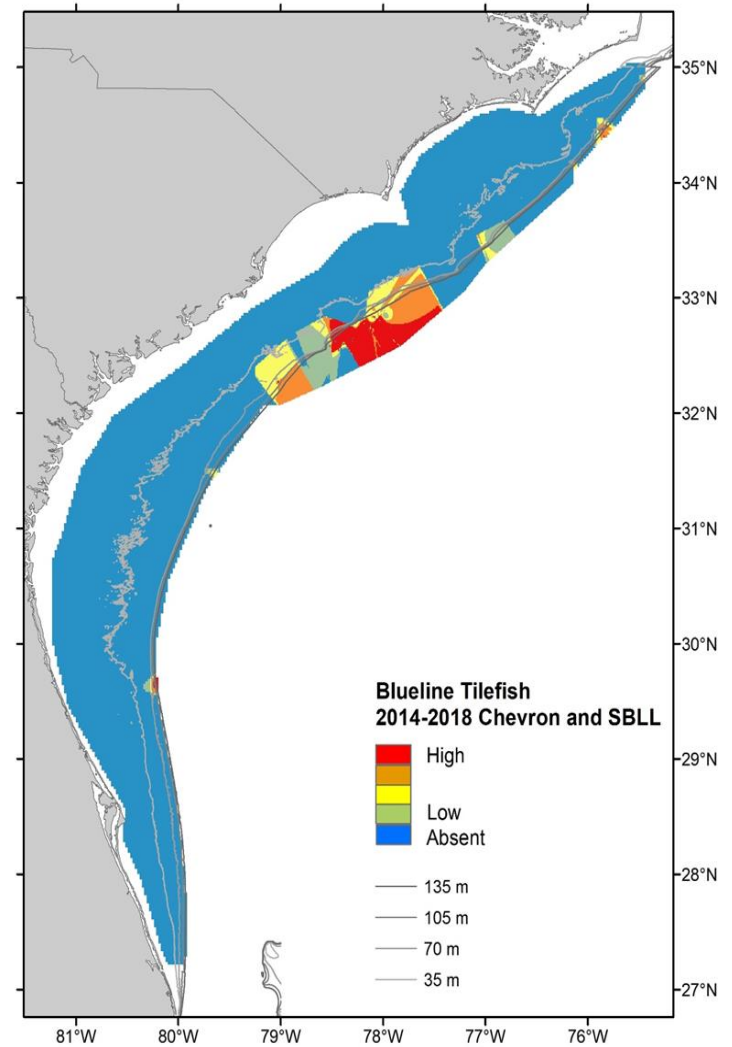 35°N
34°N
33°N
32°N
31°N
30°N
Blueline Tilefish
2014-2018 Chevron and SBLL
High
29°N
Low
Absent
28°N
135 m
105 m
70 m
35 m
27°N
81°W 80°W 79°W 78°W 77°W 76°W